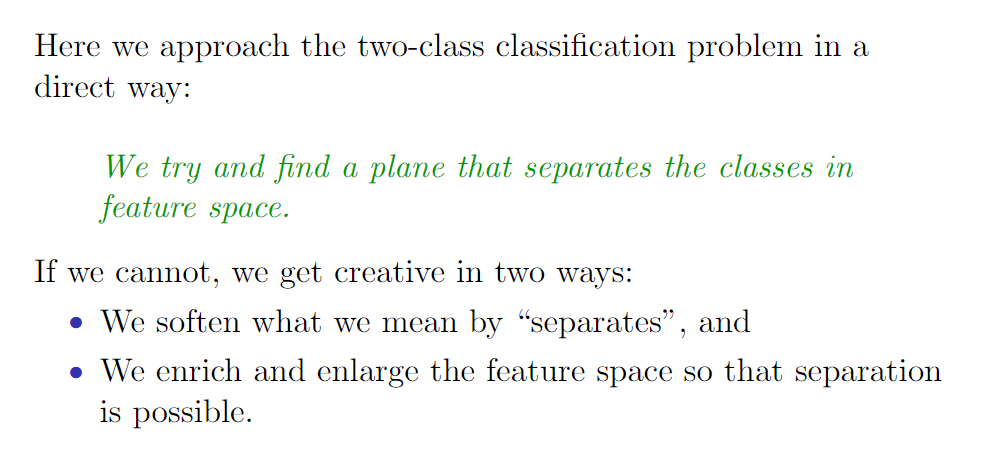 Here we approach the two-class classification problem in a
direct way:
We try and find a plane that separates the classes in
feature space.
If we cannot, we get creative in two ways:
• We soften what we mean by “separates”, and
• We enrich and enlarge the feature space so that separation
is possible.